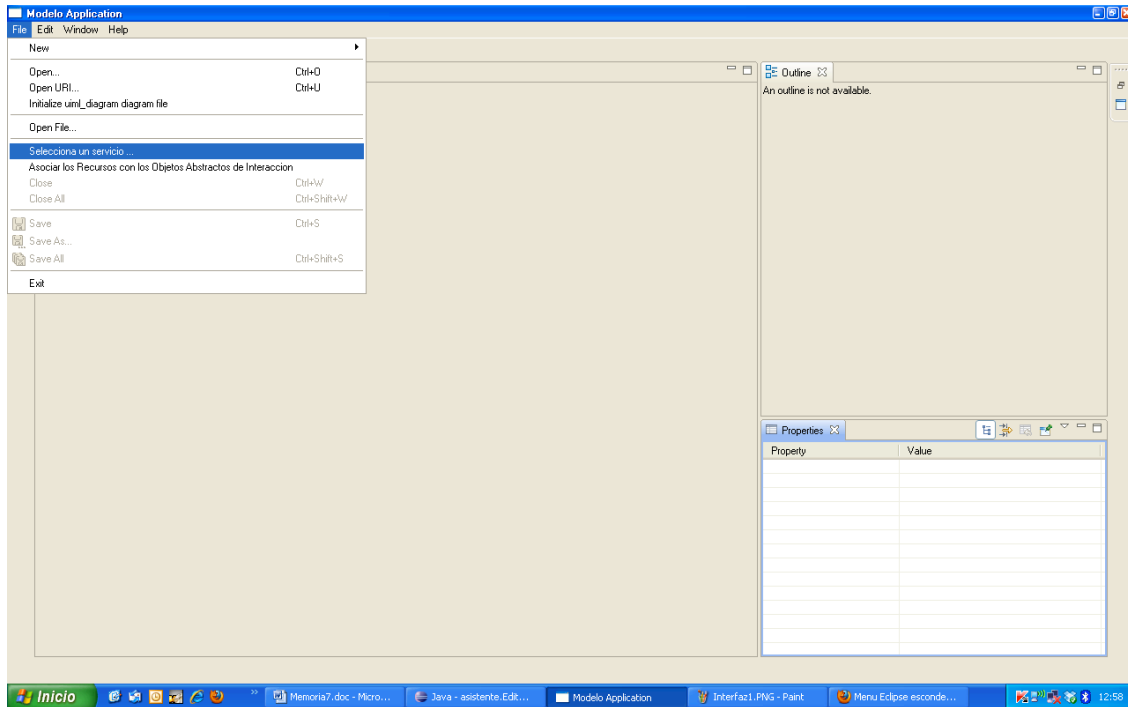 Modelo Application
File Edit Window Help
New
Open... Ctrl+O
Open URI... Ctrl+U
Initialize uiml_diagram diagram file
Open File...
Selecciona un servicio ...
Asociar los Recursos con los Objetos Abstractos de Interaccion
Close Ctrl+W
Close All Ctrl+Shift+W
Save Ctrl+S
Save As...
Save All Ctrl+Shift+S
Exit
Outline
An outline is not available.
Properties
Property Value
Inicio Memoria7.doc - Micro... Java - asistente.Edit... Modelo Application Interfaz1.PNG - Paint Menu Eclipse esconde... 12:58